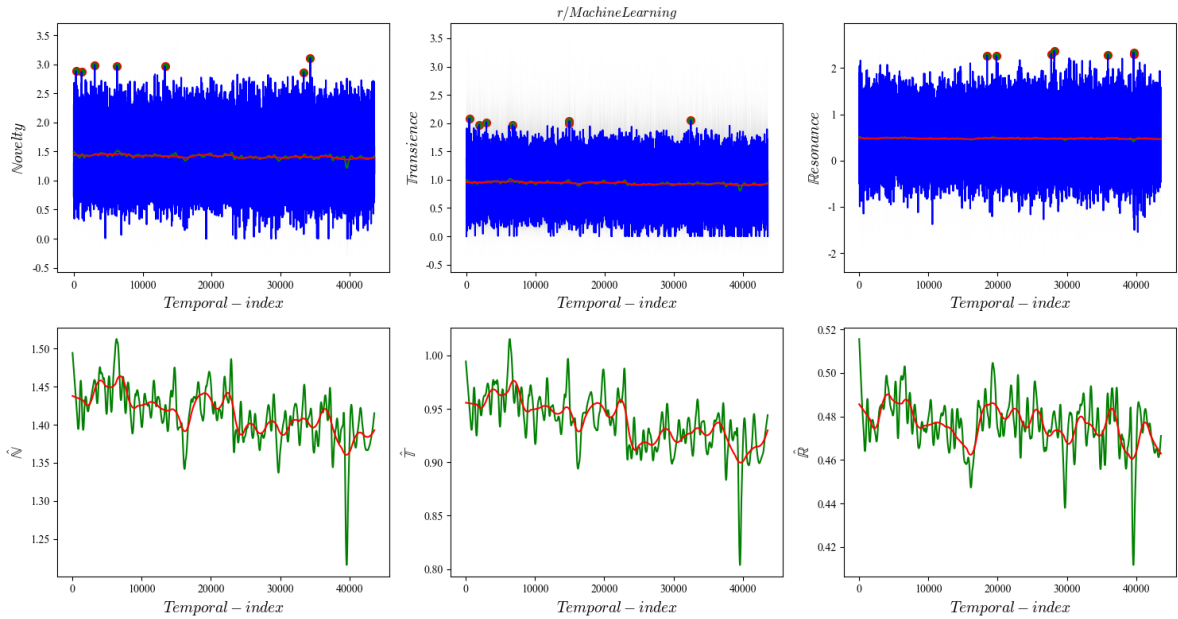 r/MachineLearning
3.5
3.0
2.5
2.0
1.5
1.0
0.5
0.0
-0.5
ℕovelty
0 10000 20000 30000 40000
Temporal − index
3.5
3.0
2.5
2.0
1.5
1.0
0.5
0.0
-0.5
𝕋ransience
0 10000 20000 30000 40000
Temporal − index
2
1
0
-1
-2
ℝesonance
0 10000 20000 30000 40000
Temporal − index
1.50
1.45
1.40
1.35
1.30
1.25
ℕ̂
0 10000 20000 30000 40000
Temporal − index
1.00
0.95
0.90
0.85
0.80
𝕋̂
0 10000 20000 30000 40000
Temporal − index
0.52
0.50
0.48
0.46
0.44
0.42
ℝ̂
0 10000 20000 30000 40000
Temporal − index